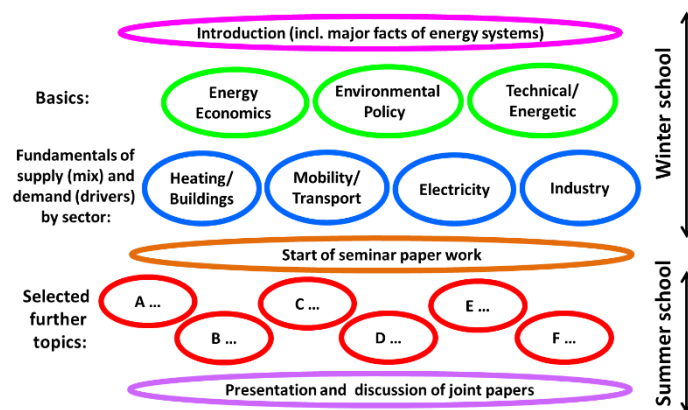 Introduction (incl. major facts of energy systems)
Basics:
Energy
Economics
Environmental
Policy
Technical/
Energetic
Winter school
Fundamentals of
supply (mix) and
demand (drivers)
by sector:
Heating/
Buildings
Mobility/
Transport
Electricity
Industry
Start of seminar paper work
Selected
further
topics:
A ...
B ...
C ...
D ...
E ...
F ...
Summer school
Presentation and discussion of joint papers